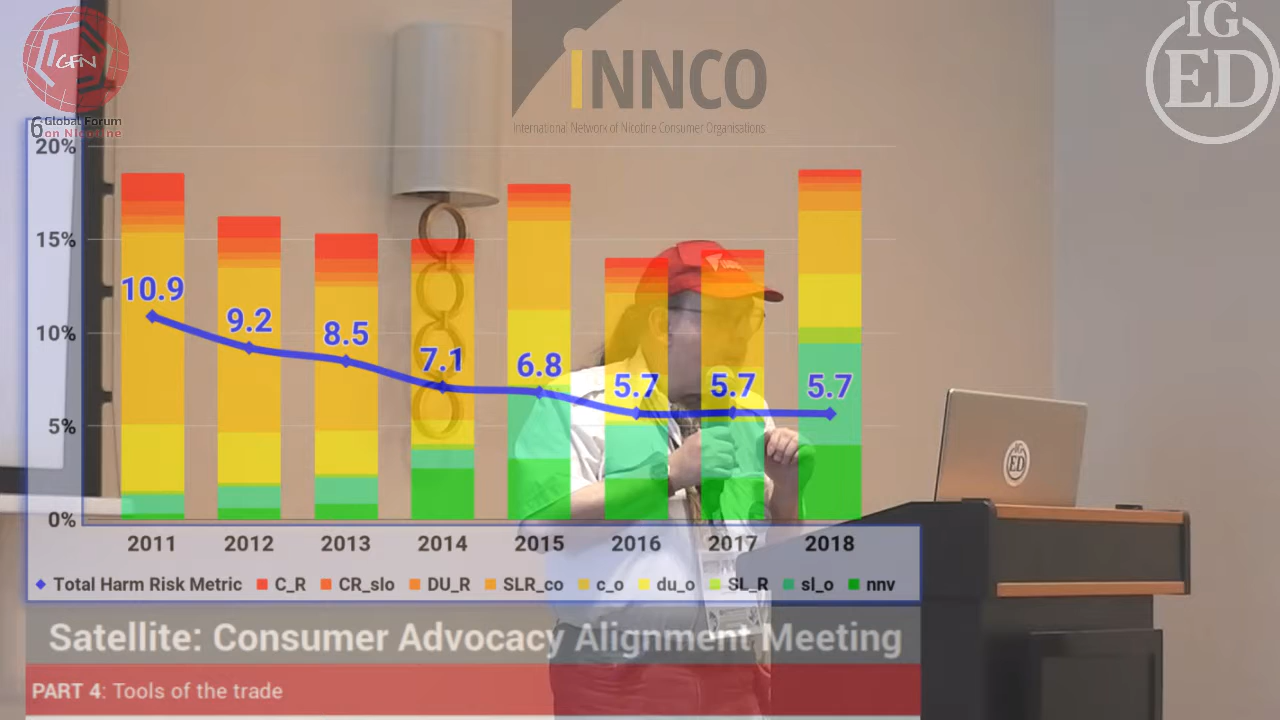 IG
ED
GFN
Global Forum
on Nicotine
6
INNCO
International Network of Nicotine Consumer Organisations
20%
15%
10%
5%
0%
10.9
9.2
8.5
7.1
6.8
5.7
5.7
5.7
2011 2012 2013 2014 2015 2016 2017 2018
Total Harm Risk Metric C_R CR_slo DU_R SLR_co c_o du_o SL_R sl_o nnv
Satellite: Consumer Advocacy Alignment Meeting
PART 4: Tools of the trade
ED